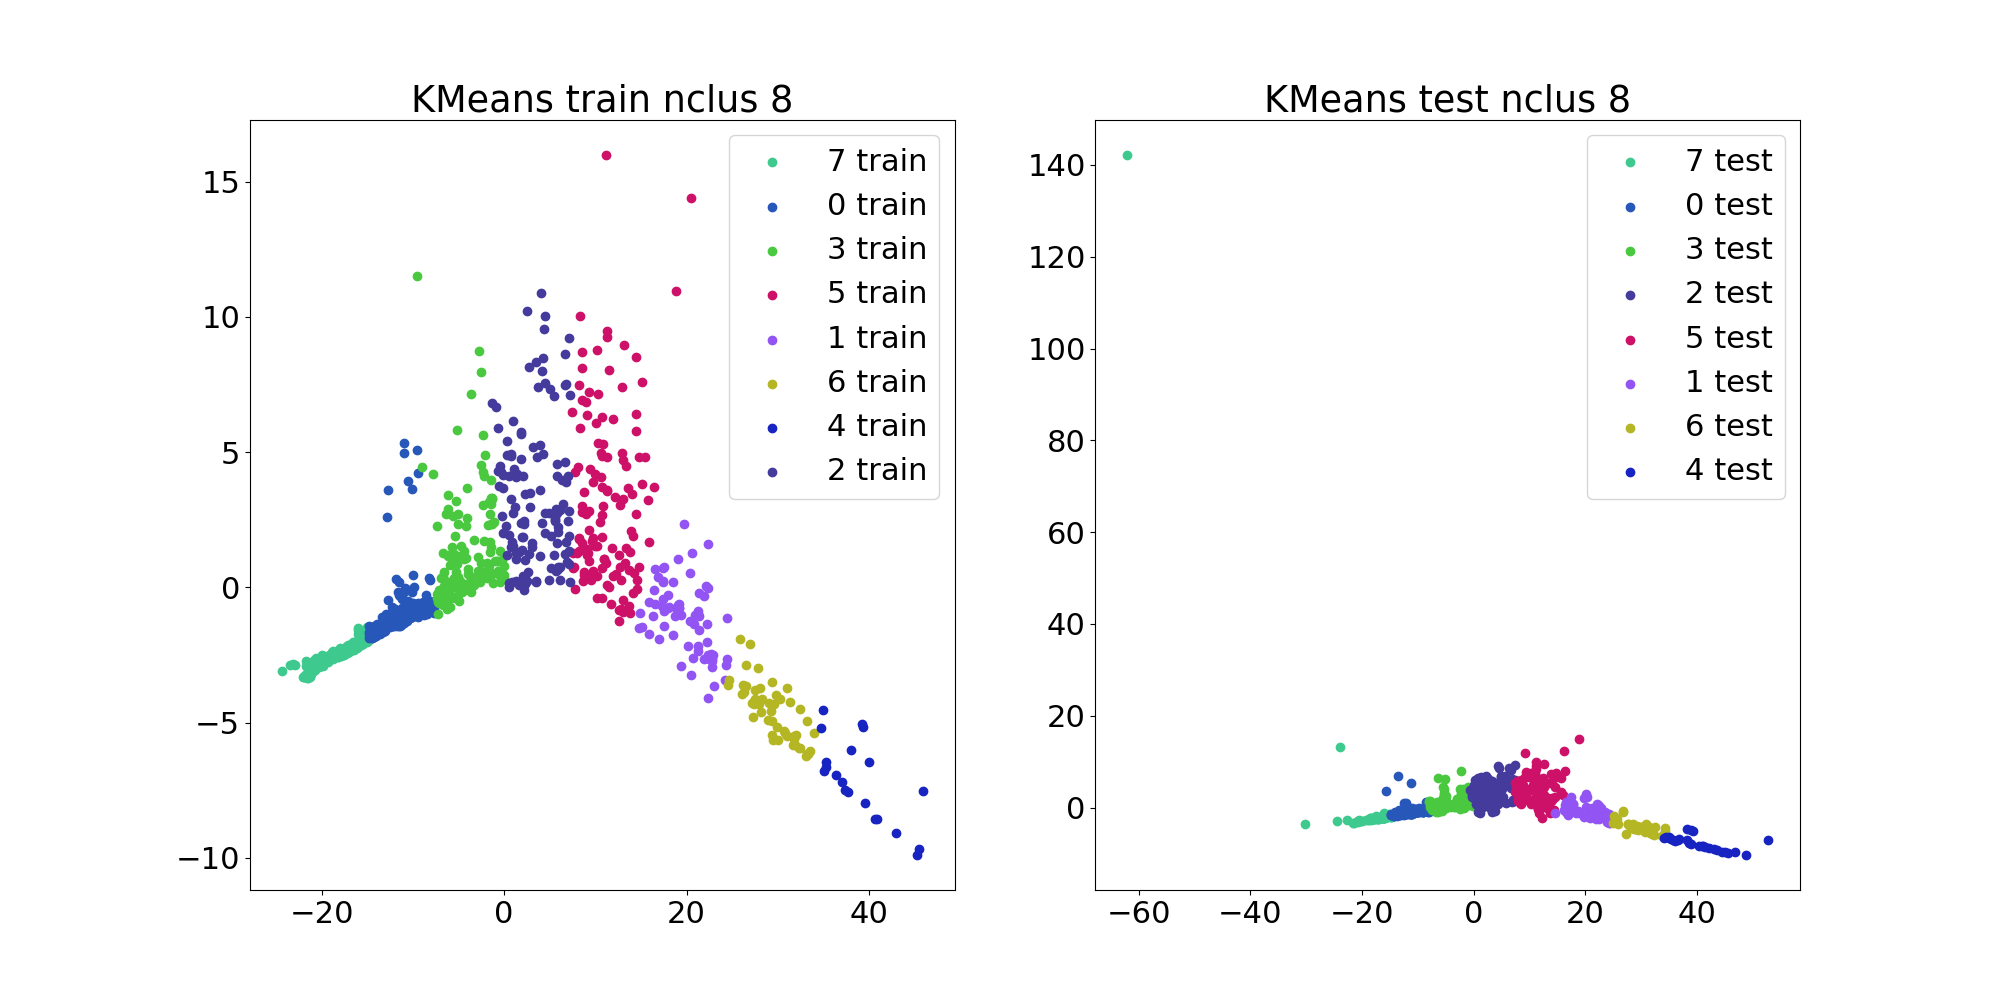 KMeans train nclus 8
15
10
5
0
−5
−10
−20
0
20
40
7 train
0 train
3 train
5 train
1 train
6 train
4 train
2 train
KMeans test nclus 8
140
120
100
80
60
40
20
0
−60
−40
−20
0
20
40
7 test
0 test
3 test
2 test
5 test
1 test
6 test
4 test